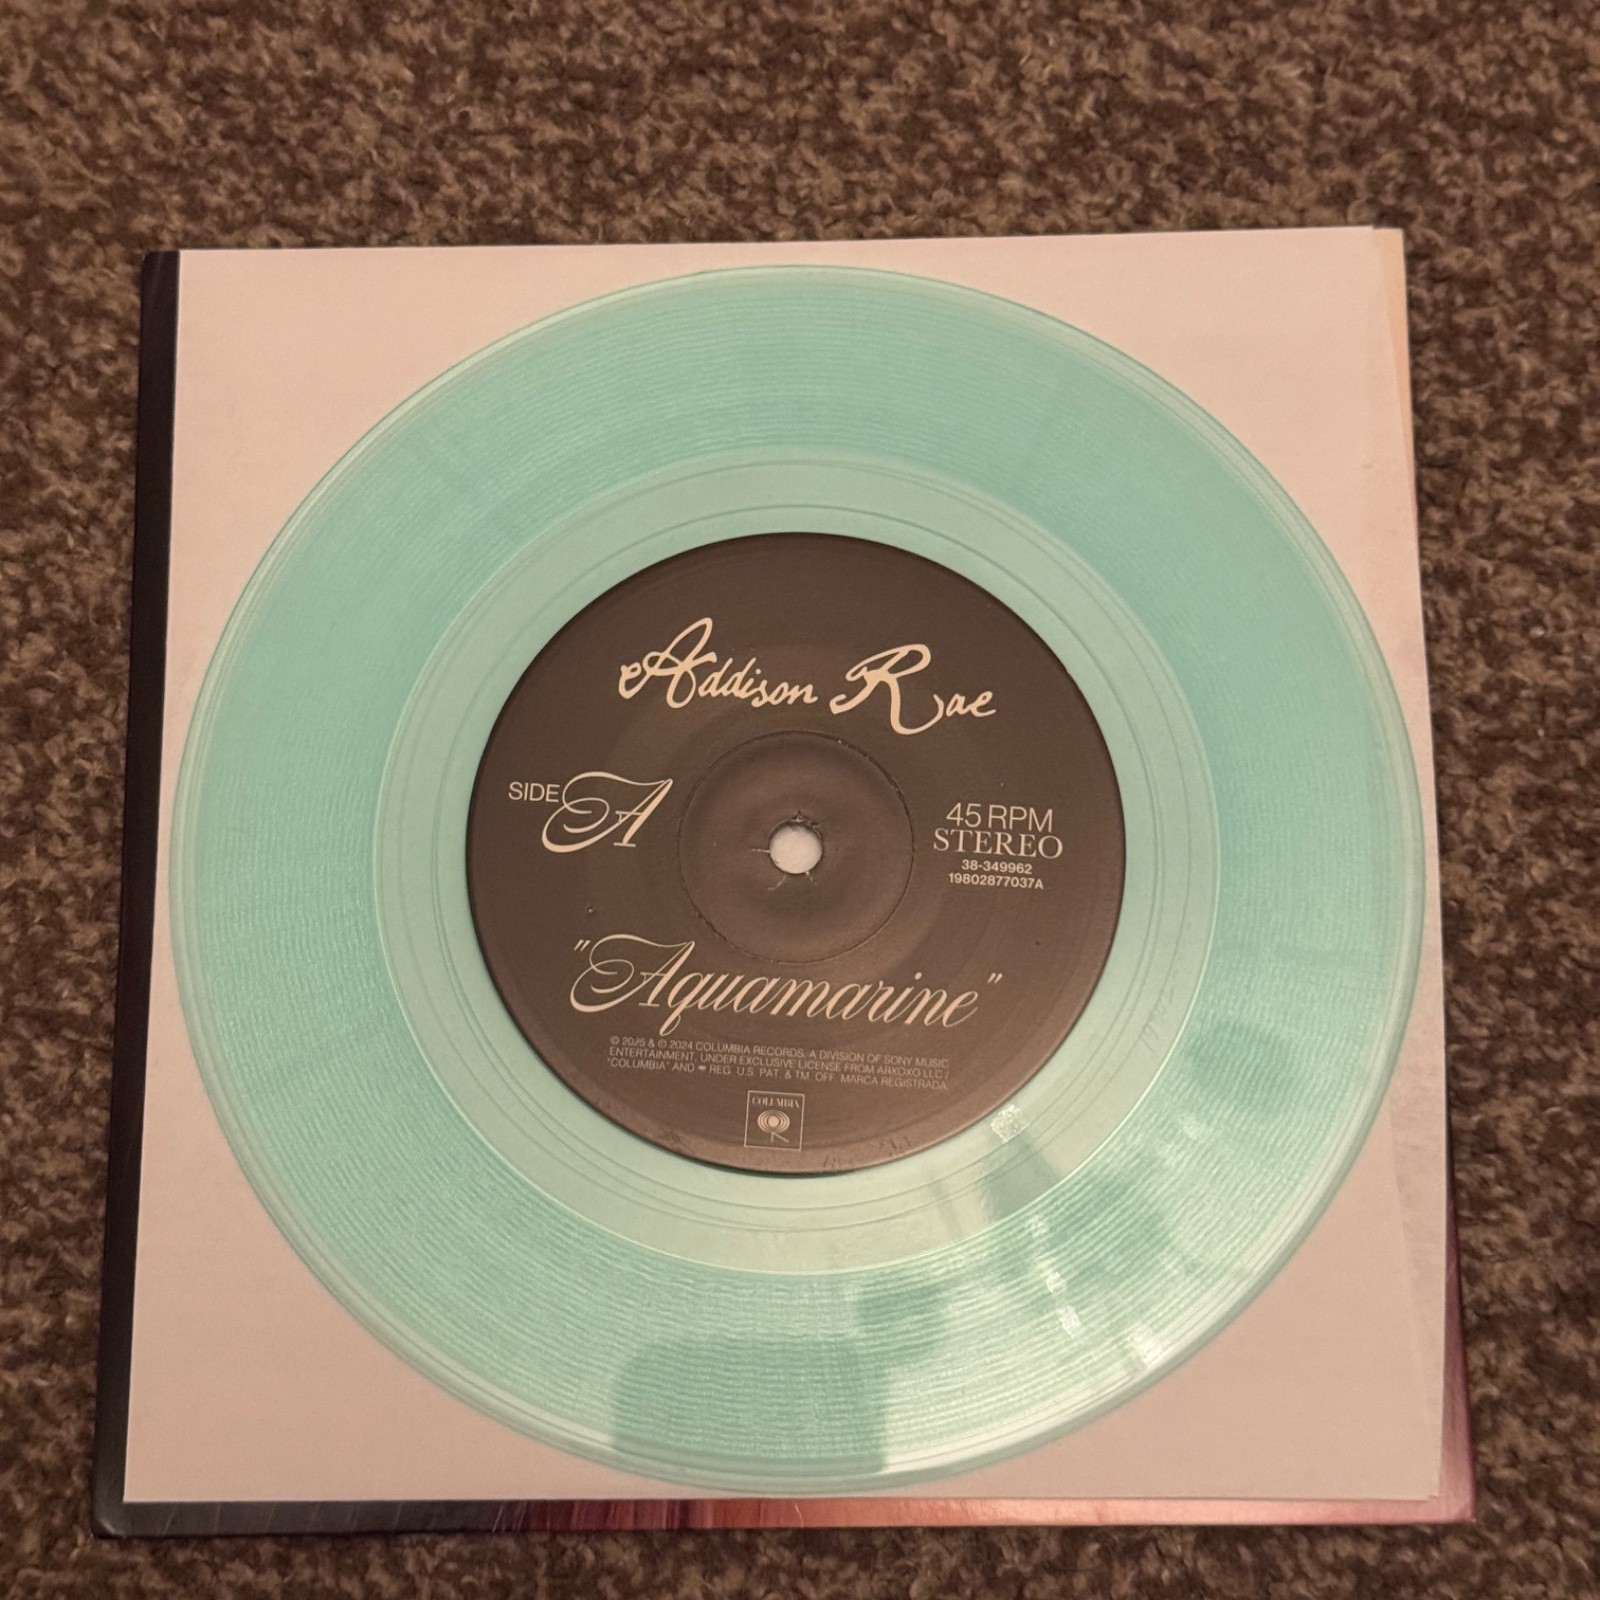 Addison Rae
SIDE A
45 RPM
STEREO
38-349962
19802877037A
"Aquamarine"
© 2025 & ℗ 2024 COLUMBIA RECORDS, A DIVISION OF SONY MUSIC
ENTERTAINMENT, UNDER EXCLUSIVE LICENSE FROM ARXOXO LLC /
"COLUMBIA" AND REG. U.S. PAT. & TM. OFF. MARCA REGISTRADA.
COLUMBIA